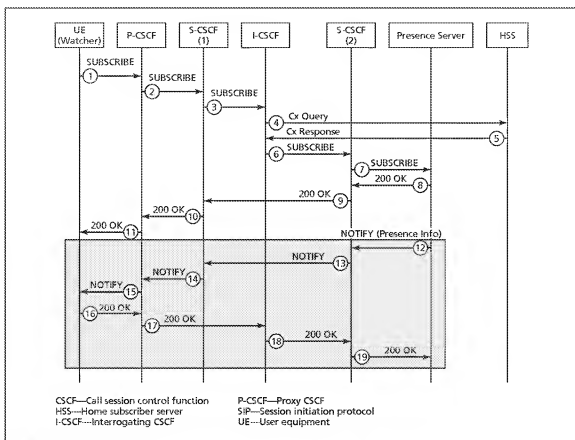 UE
(Watcher)
P-CSCF
S-CSCF
(1)
I-CSCF
S-CSCF
(2)
Presence Server
HSS
SUBSCRIBE
1
SUBSCRIBE
2
SUBSCRIBE
3
Cx Query
4
Cx Response
5
6 SUBSCRIBE
SUBSCRIBE
7
200 OK
8
200 OK
9
200 OK
10
200 OK
11
NOTIFY (Presence Info)
12
NOTIFY
13
NOTIFY
14
NOTIFY
15
16 200 OK
17 200 OK
18 200 OK
19 200 OK
CSCF—Call session control function
HSS—Home subscriber server
I-CSCF—Interrogating CSCF
P-CSCF—Proxy CSCF
SIP—Session initiation protocol
UE—User equipment